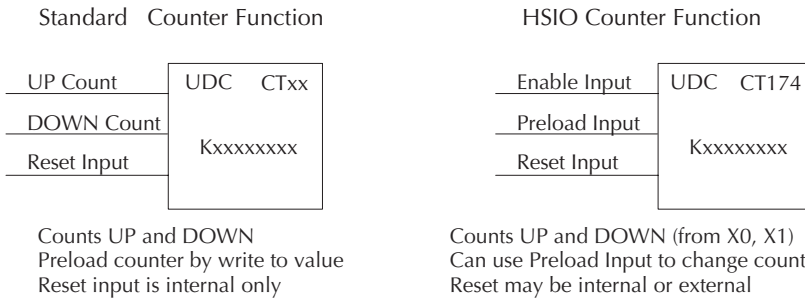 Standard Counter Function
UP Count
DOWN Count
Reset Input
UDC CTxx
Kxxxxxxxx
Counts UP and DOWN
Preload counter by write to value
Reset input is internal only
HSIO Counter Function
Enable Input
Preload Input
Reset Input
UDC CT174
Kxxxxxxxx
Counts UP and DOWN (from X0, X1)
Can use Preload Input to change count
Reset may be internal or external